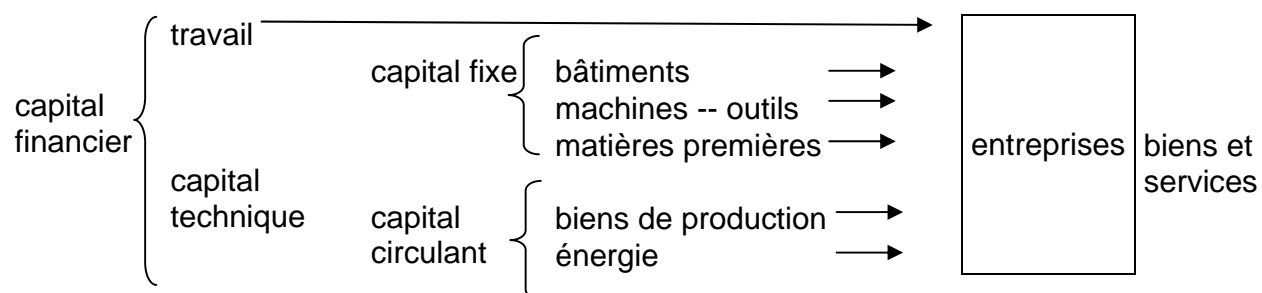 travail
capital fixe bâtiments
capital machines -- outils
financier matières premières entreprises biens et
capital services
technique capital biens de production
circulant énergie